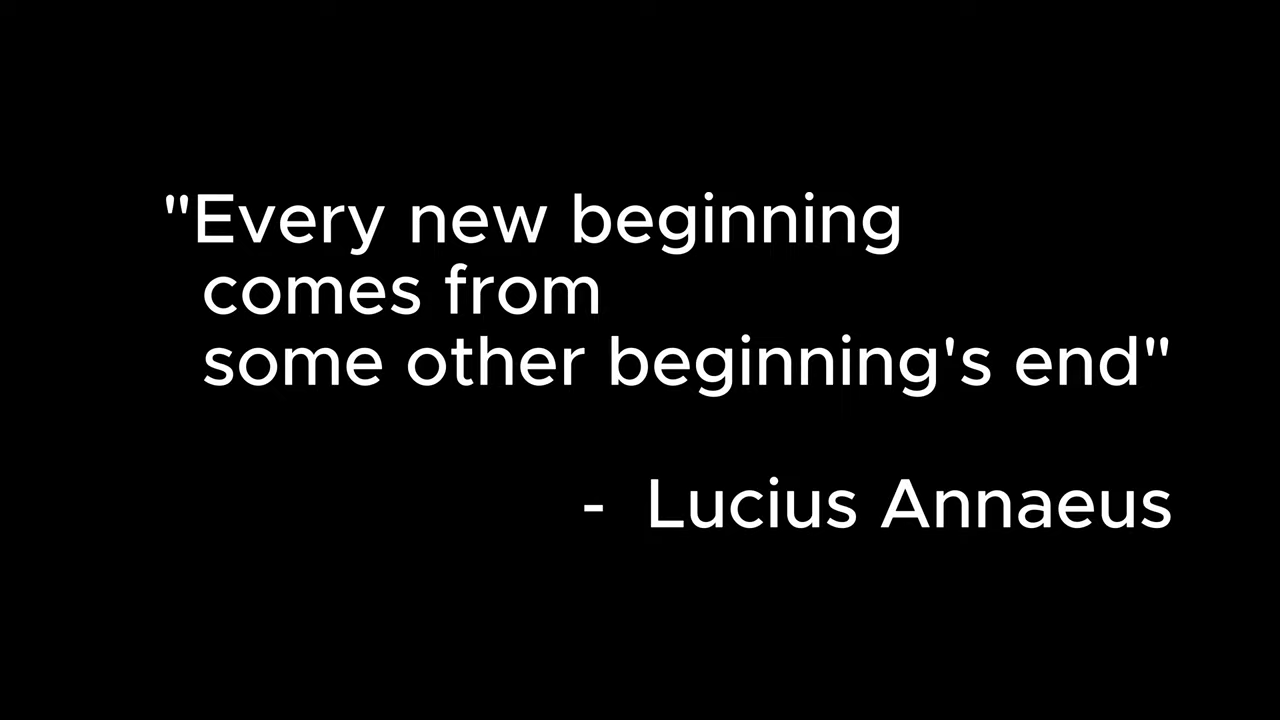 "Every new beginning
comes from
some other beginning's end"
- Lucius Annaeus